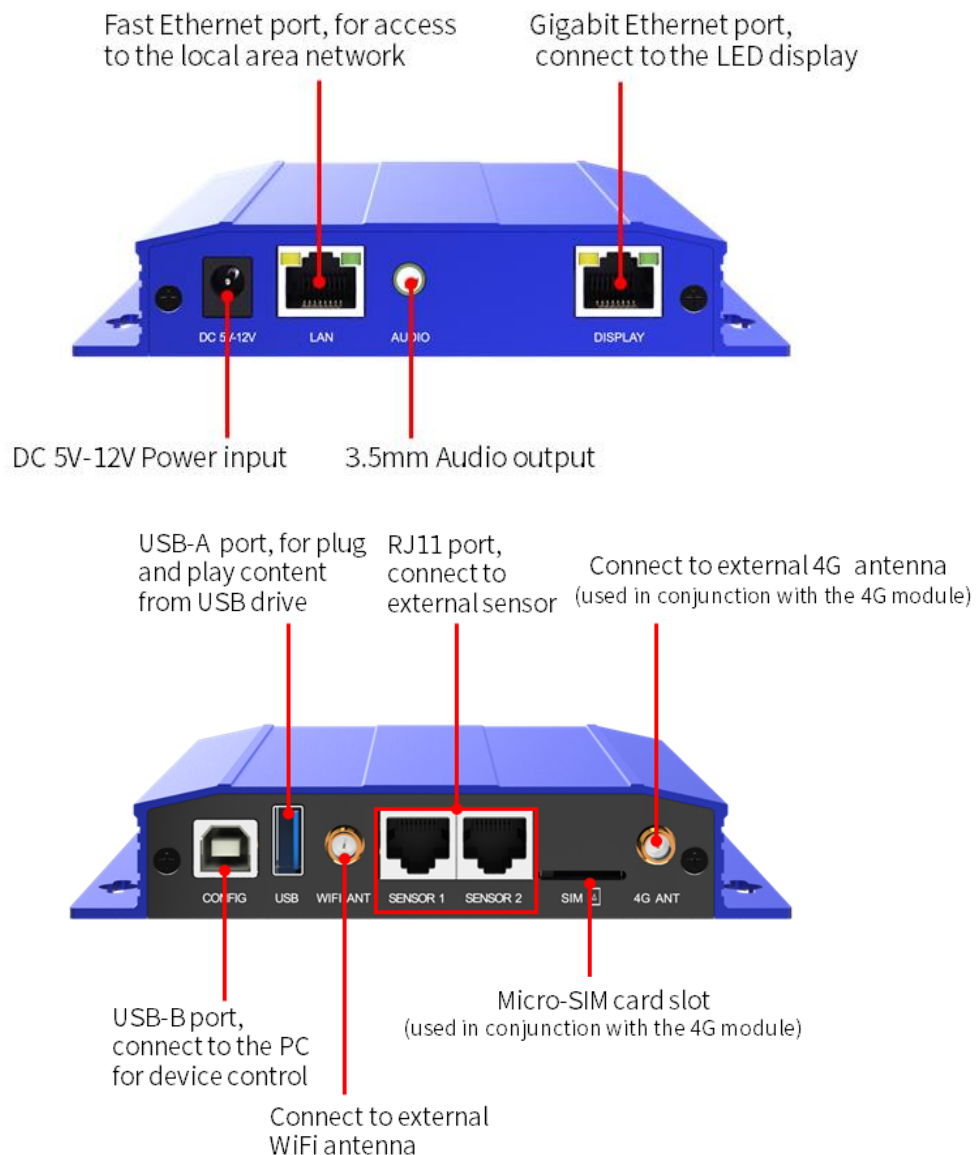 Fast Ethernet port, for access
to the local area network
Gigabit Ethernet port,
connect to the LED display
DC 5V-12V
LAN
AUDIO
DISPLAY
DC 5V-12V Power input
3.5mm Audio output
USB-A port, for plug
and play content
from USB drive
RJ11 port,
connect to
external sensor
Connect to external 4G antenna
(used in conjunction with the 4G module)
CONFIG
USB
WIFI ANT
SENSOR 1
SENSOR 2
SIM
4G ANT
USB-B port,
connect to the PC
for device control
Connect to external
WiFi antenna
Micro-SIM card slot
(used in conjunction with the 4G module)